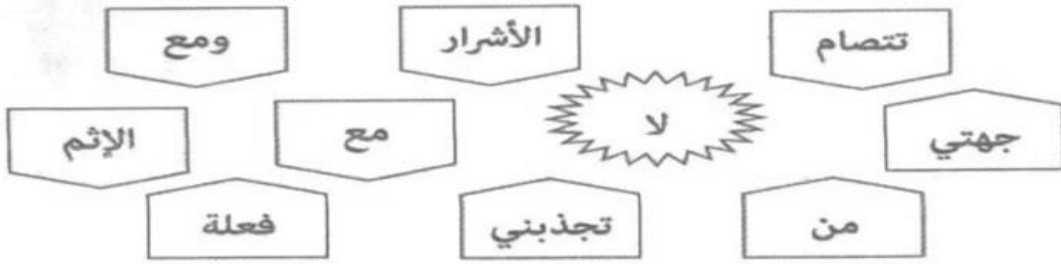 تتصام الأشرار ومع
جهتي لا مع الإثم
من تجذبني فعلة